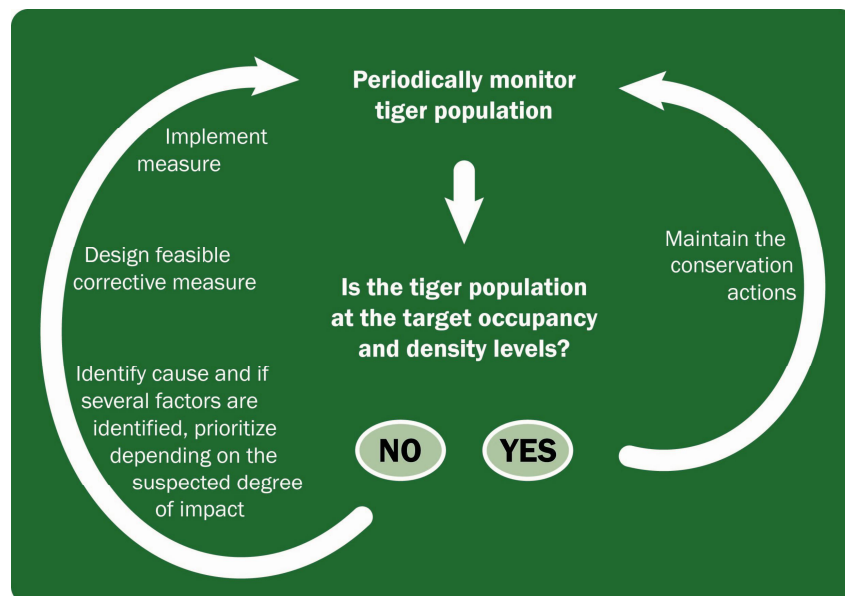 Periodically monitor
tiger population
Is the tiger population
at the target occupancy
and density levels?
NO
YES
Identify cause and if
several factors are
identified, prioritize
depending on the
suspected degree
of impact
Design feasible
corrective measure
Implement
measure
Maintain the
conservation
actions